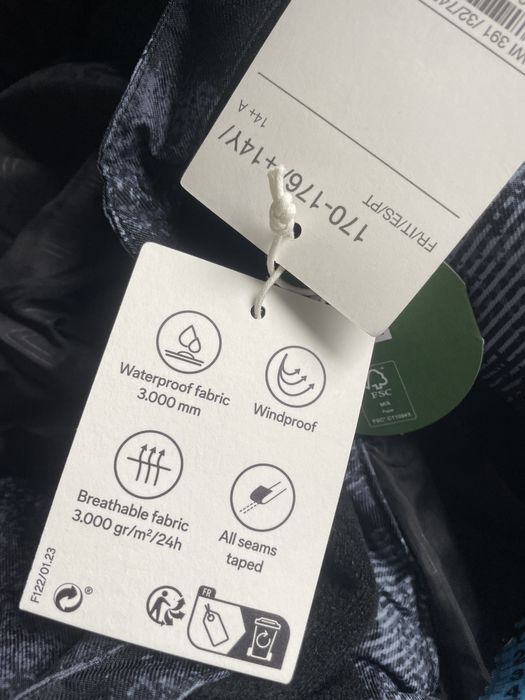 170-176/+14Y/
14+ A
FR/IT/ES/PT
Waterproof fabric
3.000 mm
Windproof
Breathable fabric
3.000 gr/m²/24h
All seams
taped
F122/01.23
®
FR
FSC
MIX
Paper